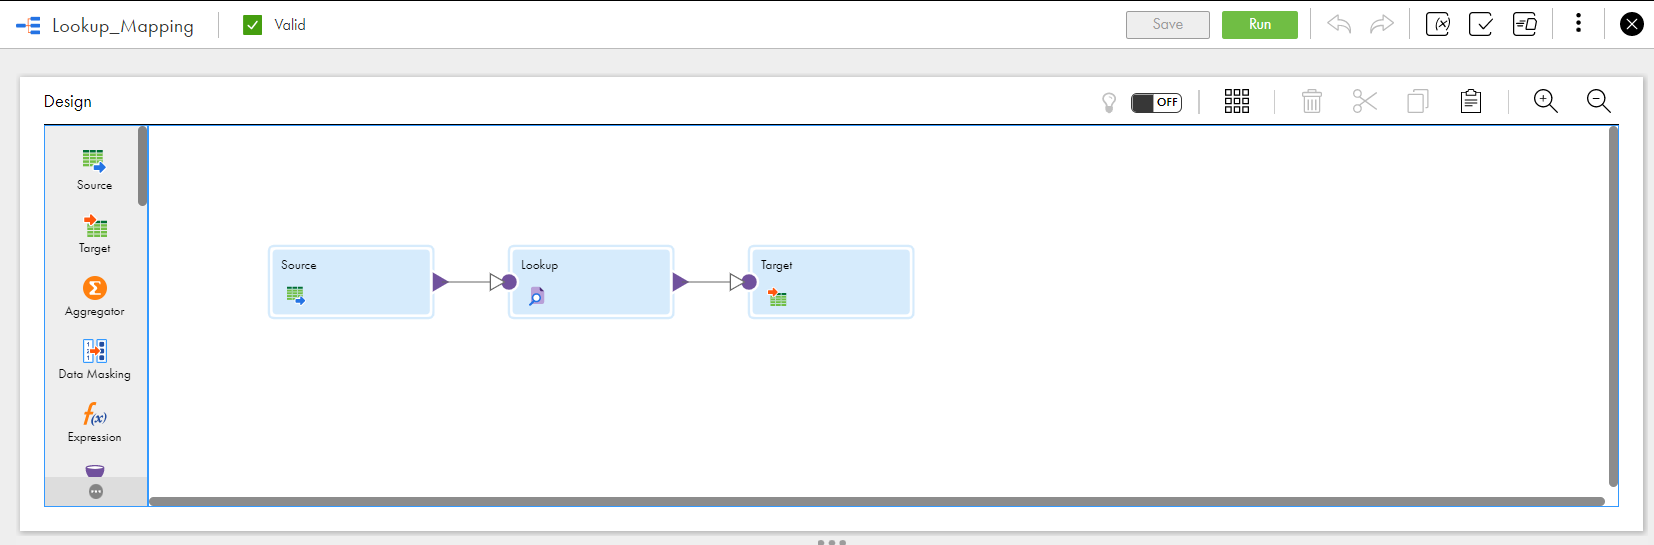 Lookup_Mapping
Valid
Save
Run
(x)
Design
OFF
Source
Target
Σ
Aggregator
Data Masking
f(x)
Expression
Source
Lookup
Target